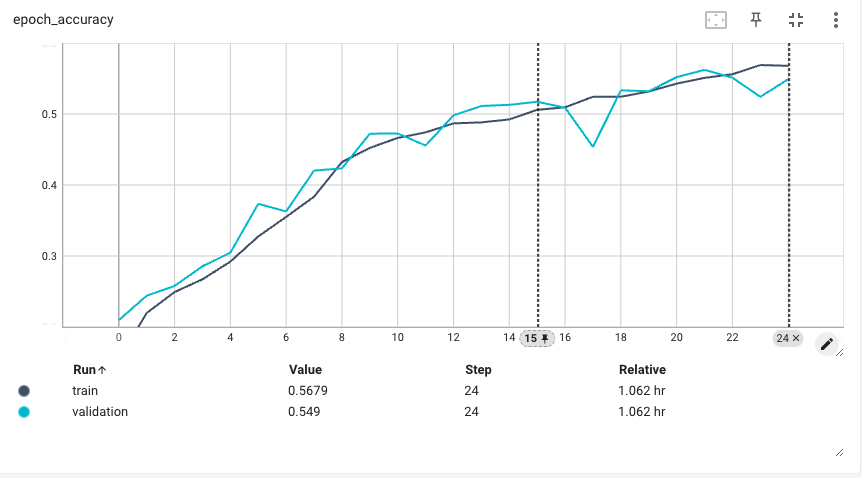 epoch_accuracy
0.5
0.4
0.3
0 2 4 6 8 10 12 14 15 16 18 20 22 24 ×
Run↑ Value Step Relative
train 0.5679 24 1.062 hr
validation 0.549 24 1.062 hr